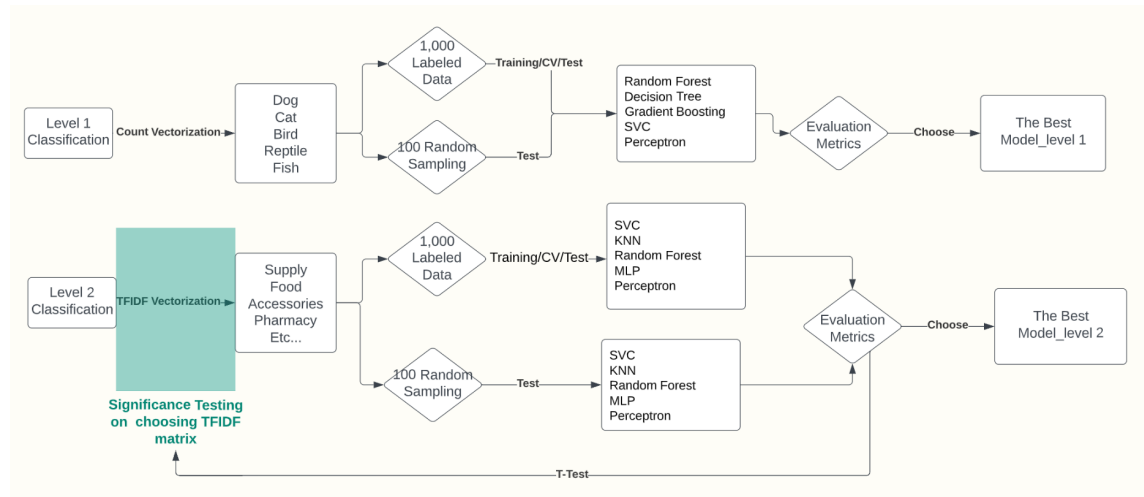 Level 1
Classification
Count Vectorization
Dog
Cat
Bird
Reptile
Fish
1,000
Labeled
Data
Training/CV/Test
100 Random
Sampling
Test
Random Forest
Decision Tree
Gradient Boosting
SVC
Perceptron
Evaluation
Metrics
Choose
The Best
Model_level 1
Level 2
Classification
TFIDF Vectorization
Supply
Food
Accessories
Pharmacy
Etc...
1,000
Labeled
Data
Training/CV/Test
SVC
KNN
Random Forest
MLP
Perceptron
100 Random
Sampling
Test
SVC
KNN
Random Forest
MLP
Perceptron
Evaluation
Metrics
Choose
The Best
Model_level 2
Significance Testing
on choosing TFIDF
matrix
T-Test